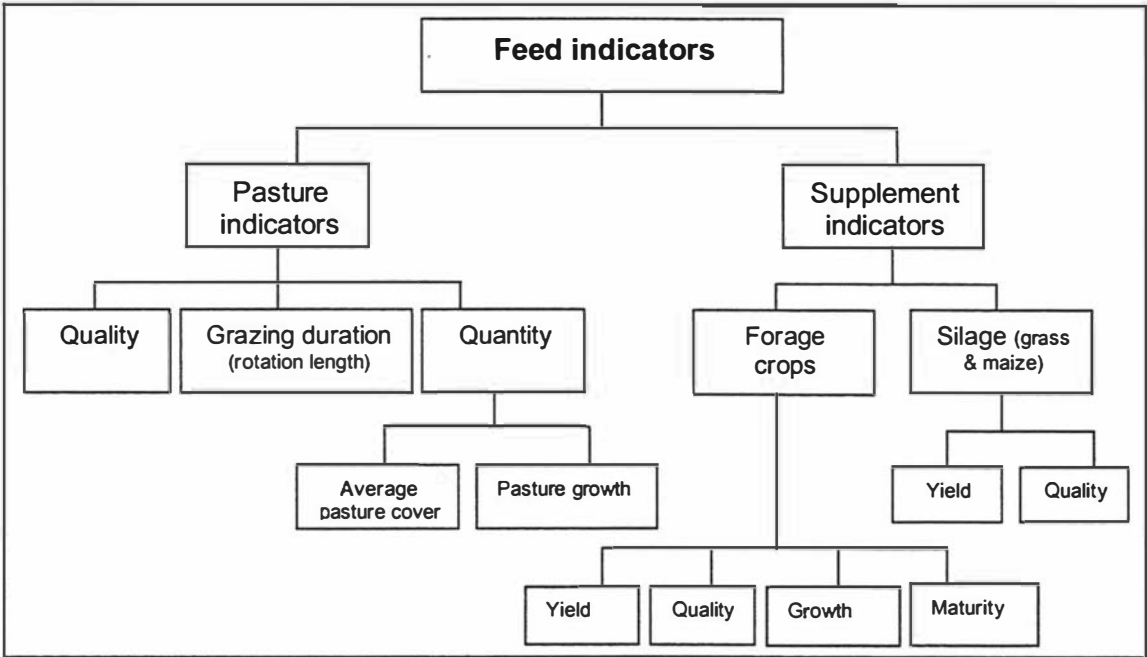 Feed indicators
Pasture
indicators
Supplement
indicators
Quality
Grazing duration
(rotation length)
Quantity
Forage
crops
Silage (grass
& maize)
Average
pasture cover
Pasture growth
Yield
Quality
Yield
Quality
Growth
Maturity